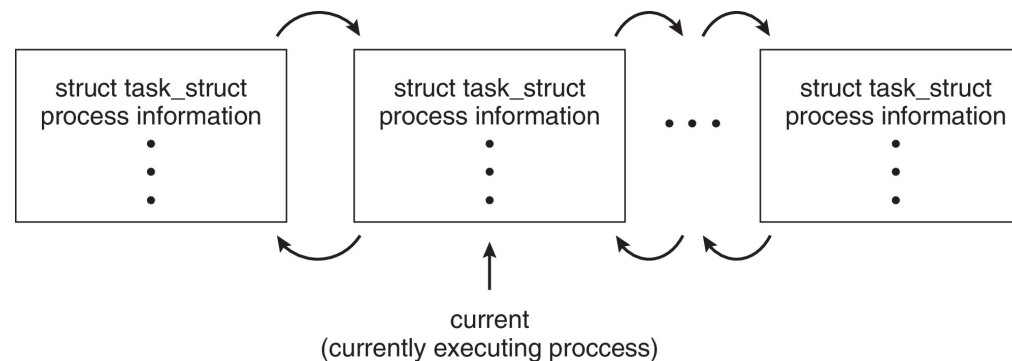 struct task_struct
process information
struct task_struct
process information
struct task_struct
process information
current
(currently executing proccess)